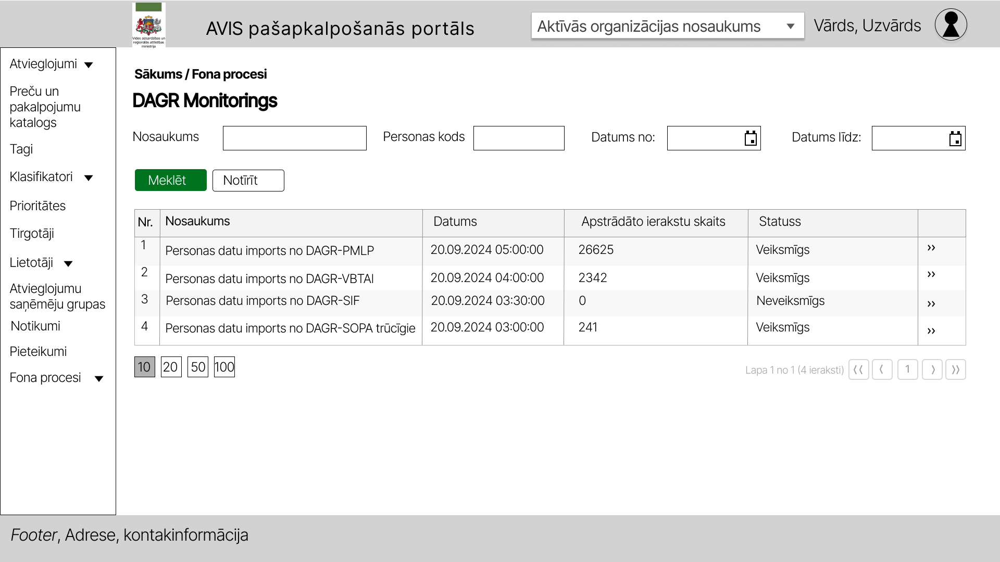 Vides aizsardzības un
reģionālās attīstības
ministrija
AVIS pašapkalpošanās portāls
Aktīvās organizācijas nosaukums
Vārds, Uzvārds
Atvieglojumi
Preču un
pakalpojumu
katalogs
Tagi
Klasifikatori
Prioritātes
Tirgotāji
Lietotāji
Atvieglojumu
saņēmēju grupas
Notikumi
Pieteikumi
Fona procesi
Sākums / Fona procesi
DAGR Monitorings
Nosaukums Personas kods Datums no: Datums līdz:
Meklēt Notīrīt
Nr. Nosaukums Datums Apstrādāto ierakstu skaits Statuss
1 Personas datu imports no DAGR-PMLP 20.09.2024 05:00:00 26625 Veiksmīgs ››
2 Personas datu imports no DAGR-VBTAI 20.09.2024 04:00:00 2342 Veiksmīgs ››
3 Personas datu imports no DAGR-SIF 20.09.2024 03:30:00 0 Neveiksmīgs ››
4 Personas datu imports no DAGR-SOPA trūcīgie 20.09.2024 03:00:00 241 Veiksmīgs ››
10 20 50 100
Lapa 1 no 1 (4 ieraksti) ⟨⟨ ⟨ 1 ⟩ ⟩⟩
Footer, Adrese, kontakinformācija